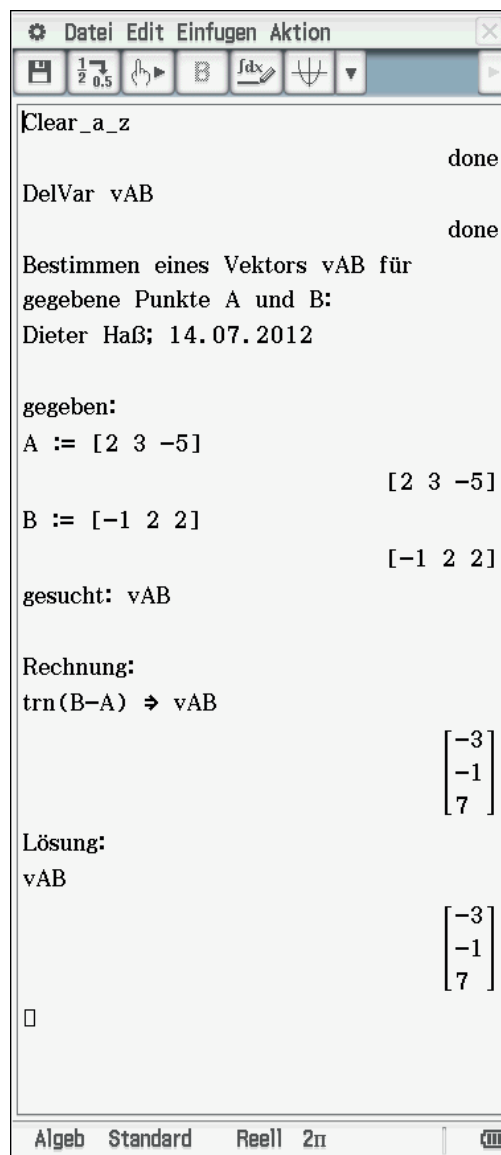 Datei Edit Einfugen Aktion
Clear_a_z
done
DelVar vAB
done
Bestimmen eines Vektors vAB für
gegebene Punkte A und B:
Dieter Haß; 14.07.2012
gegeben:
A := [2 3 −5]
[2 3 −5]
B := [−1 2 2]
[−1 2 2]
gesucht: vAB
Rechnung:
trn(B−A) ⇒ vAB
[−3
−1
7]
Lösung:
vAB
[−3
−1
7]
Algeb Standard Reell 2π